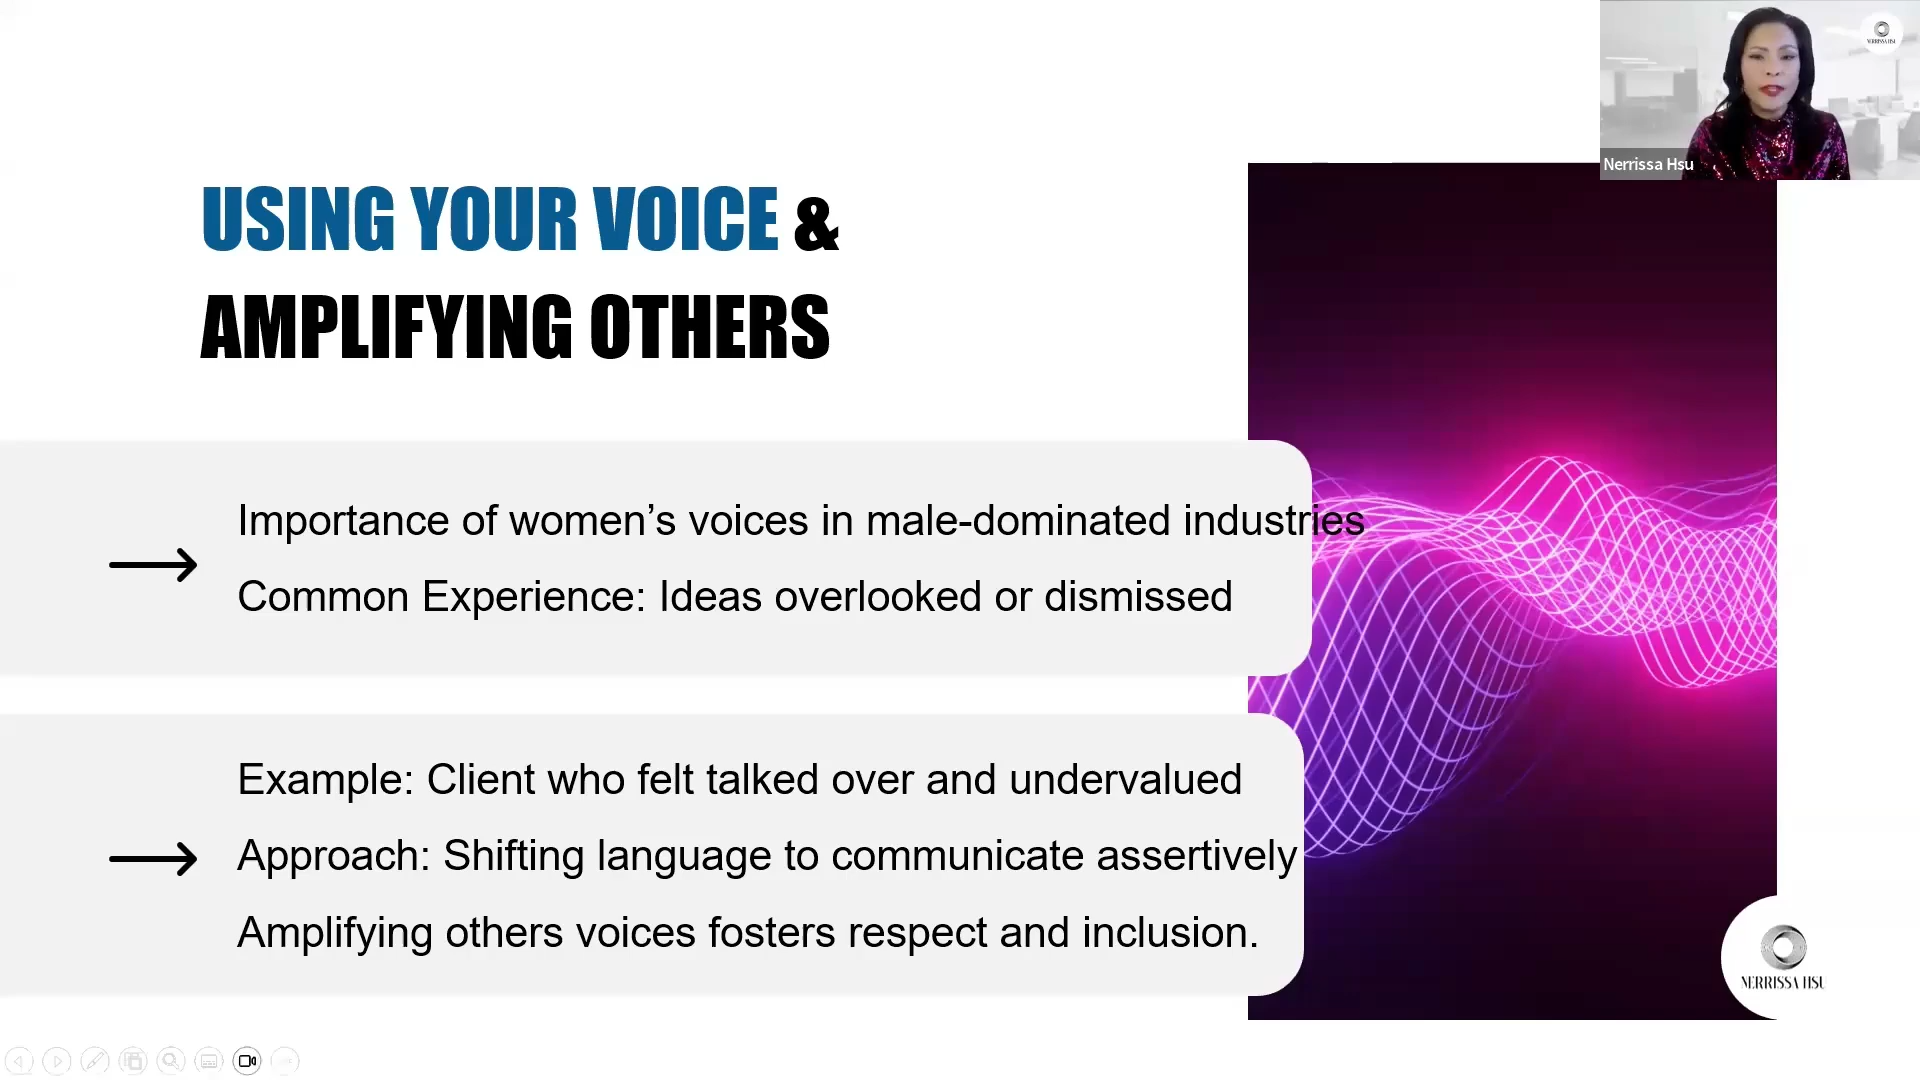 NERRISSA HSU
Nerrissa Hsu
USING YOUR VOICE &
AMPLIFYING OTHERS
Importance of women’s voices in male-dominated industries
Common Experience: Ideas overlooked or dismissed
Example: Client who felt talked over and undervalued
Approach: Shifting language to communicate assertively
Amplifying others voices fosters respect and inclusion.
NERRISSA HSU